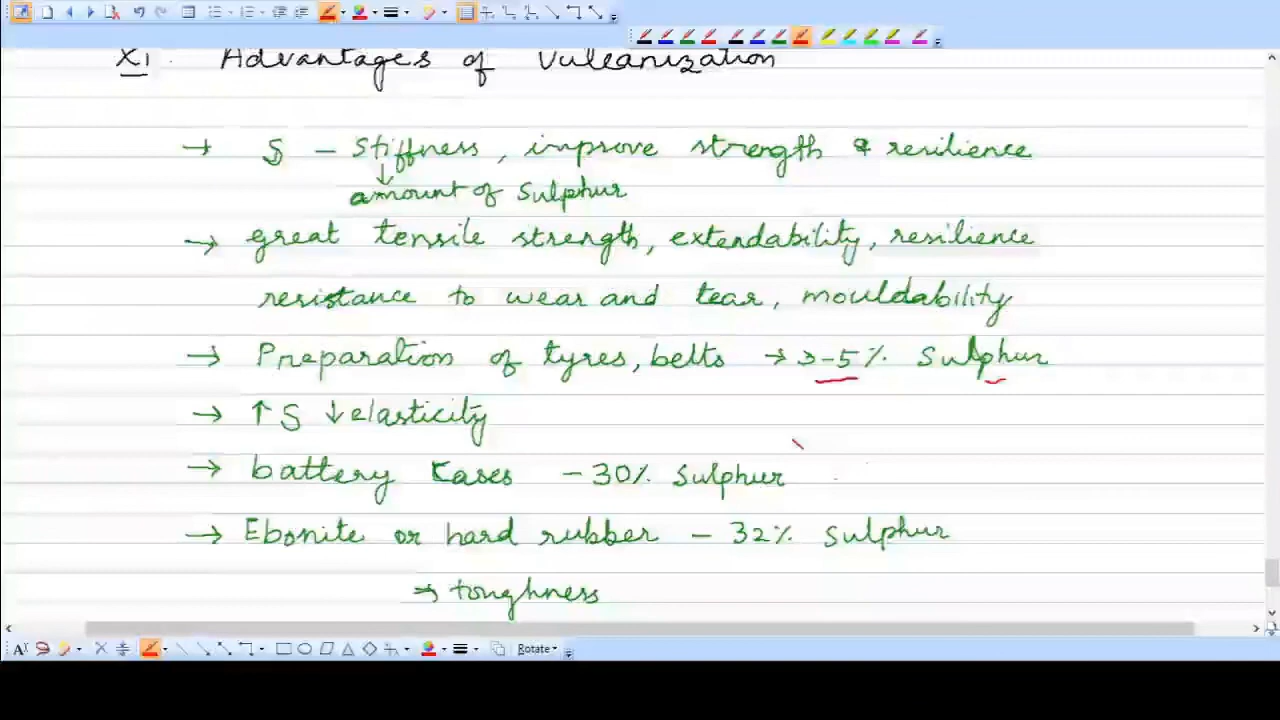 XI. Advantages of Vulcanization
→ S - Stiffness, improve strength & resilience
↓
amount of Sulphur
→ great tensile strength, extendability, resilience
resistance to wear and tear, mouldability
→ Preparation of tyres, belts → 3-5% Sulphur
→ ↑ S ↓ elasticity
→ battery cases - 30% Sulphur
→ Ebonite or hard rubber - 32% Sulphur
⇒ toughness
Rotate